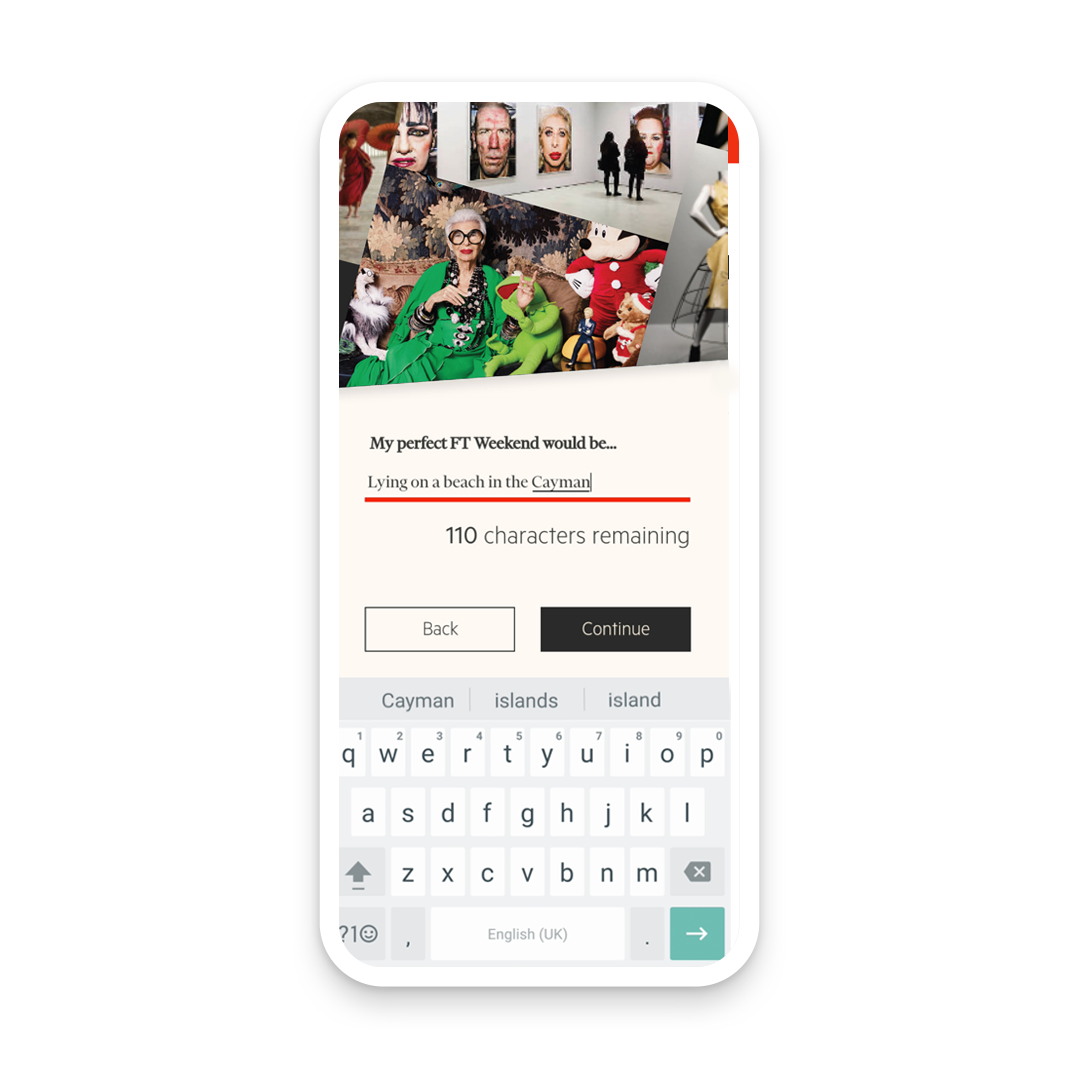 My perfect FT Weekend would be...
Lying on a beach in the Cayman
110 characters remaining
Back Continue
Cayman islands island
1 2 3 4 5 6 7 8 9 0
q w e r t y u i o p
a s d f g h j k l
z x c v b n m
?1☺ , English (UK) .